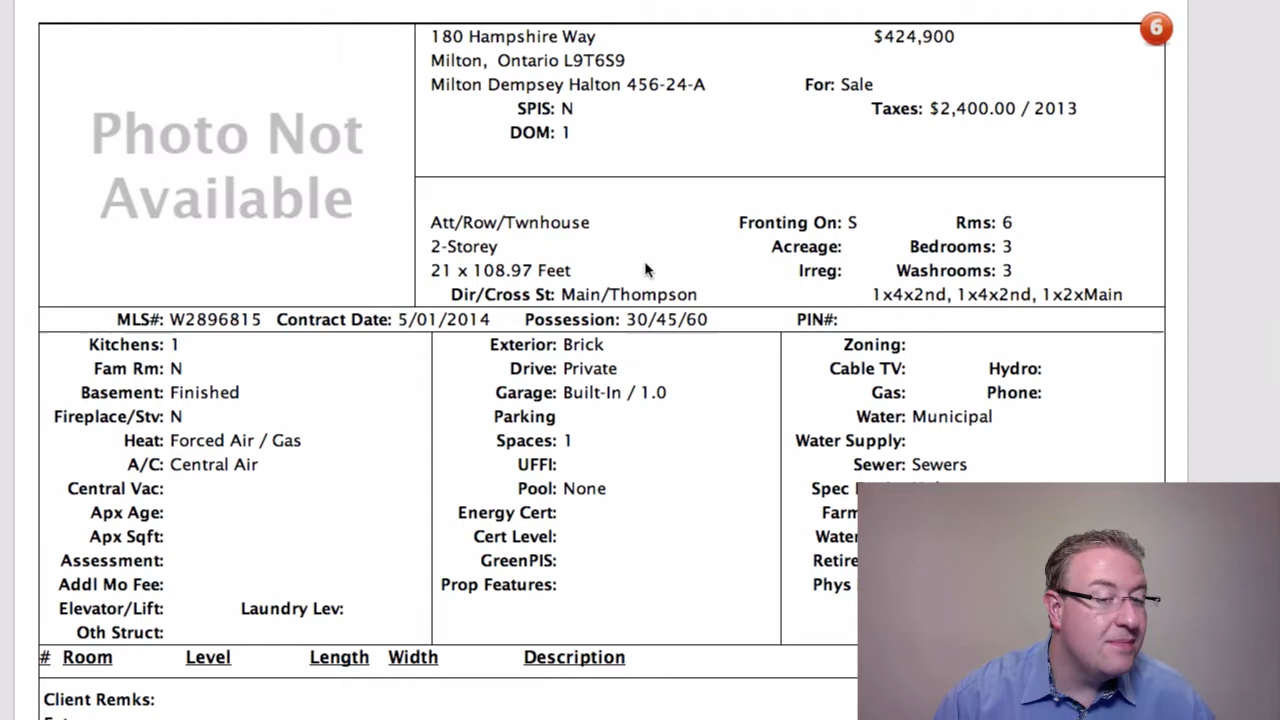 Photo Not
Available
6
180 Hampshire Way $424,900
Milton, Ontario L9T6S9
Milton Dempsey Halton 456-24-A For: Sale
SPIS: N Taxes: $2,400.00 / 2013
DOM: 1
Att/Row/Twnhouse Fronting On: S Rms: 6
2-Storey Acreage: Bedrooms: 3
21 x 108.97 Feet Irreg: Washrooms: 3
Dir/Cross St: Main/Thompson 1x4x2nd, 1x4x2nd, 1x2xMain
MLS#: W2896815 Contract Date: 5/01/2014 Possession: 30/45/60 PIN#:
Kitchens: 1 Exterior: Brick Zoning:
Fam Rm: N Drive: Private Cable TV: Hydro:
Basement: Finished Garage: Built-In / 1.0 Gas: Phone:
Fireplace/Stv: N Parking Water: Municipal
Heat: Forced Air / Gas Spaces: 1 Water Supply:
A/C: Central Air UFFI: Sewer: Sewers
Central Vac: Pool: None Spec
Apx Age: Energy Cert: Farm
Apx Sqft: Cert Level: Water
Assessment: GreenPIS: Retire
Addl Mo Fee: Prop Features: Phys
Elevator/Lift: Laundry Lev:
Oth Struct:
# Room Level Length Width Description
Client Remks: